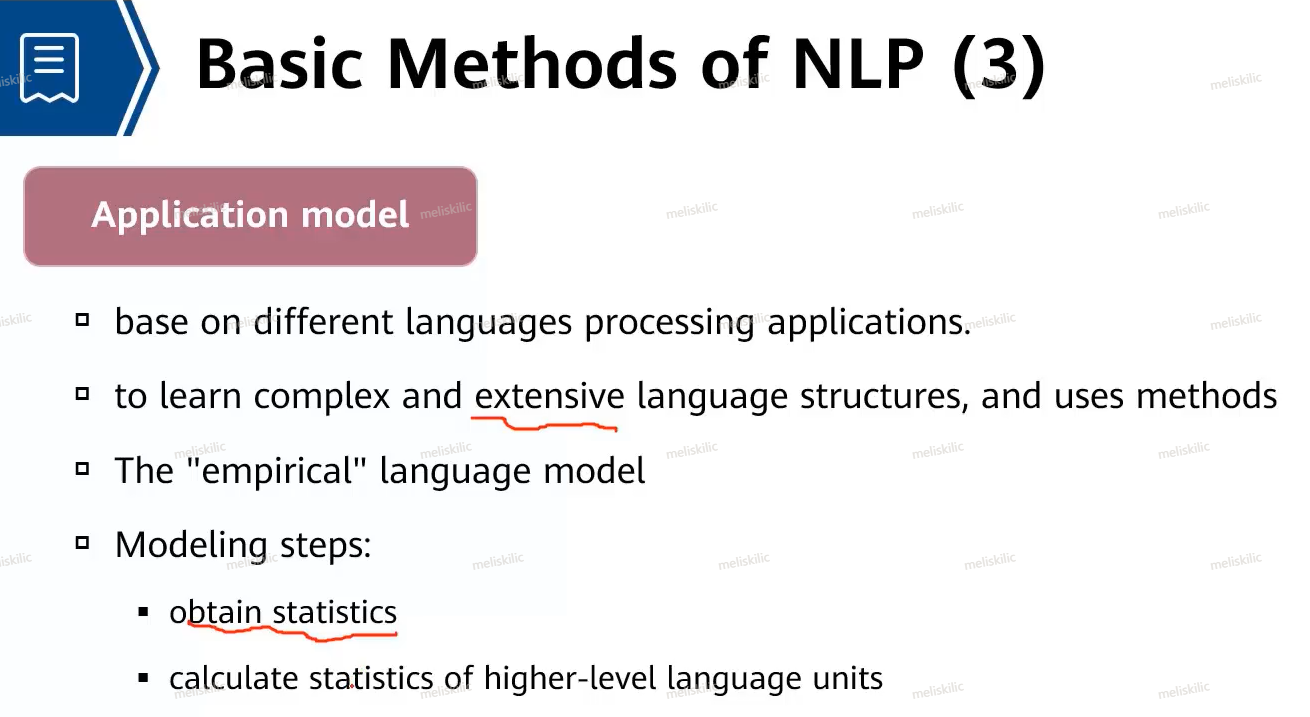 Basic Methods of NLP (3)
Application model
base on different languages processing applications.
to learn complex and extensive language structures, and uses methods
The "empirical" language model
Modeling steps:
obtain statistics
calculate statistics of higher-level language units
meliskilic